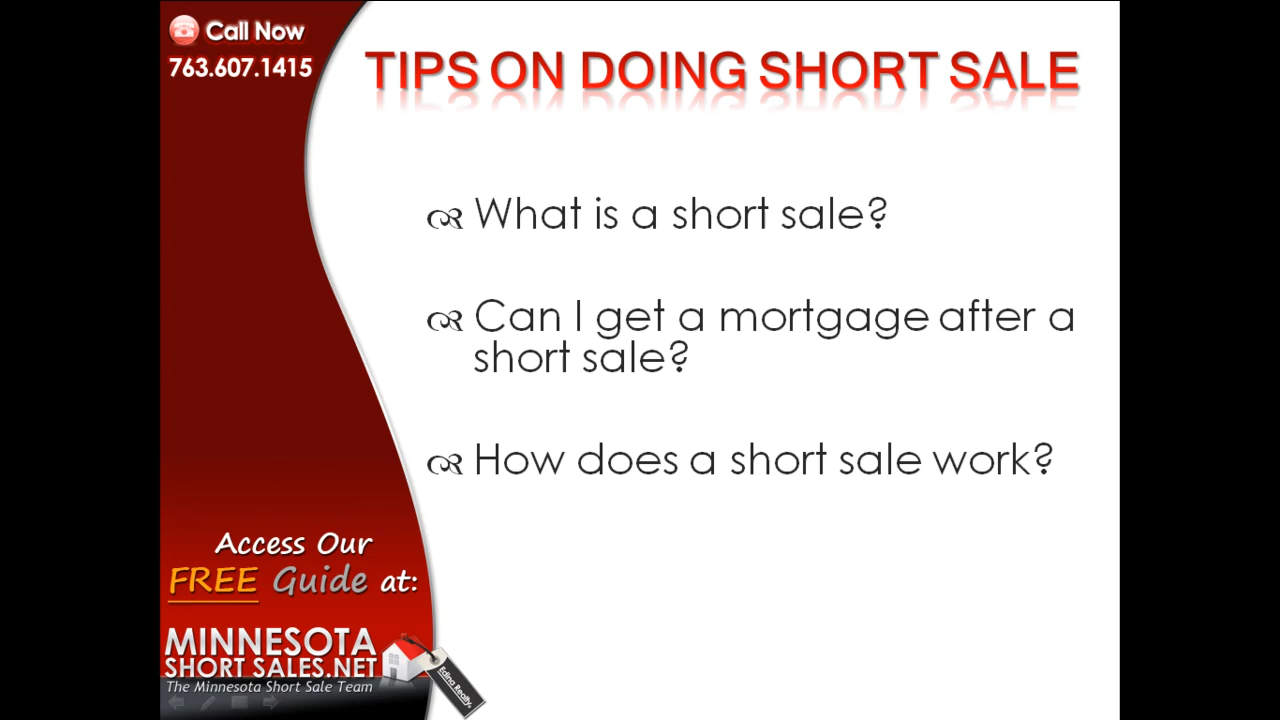 Call Now
763.607.1415
TIPS ON DOING SHORT SALE
What is a short sale?
Can I get a mortgage after a
short sale?
How does a short sale work?
Access Our
FREE Guide at:
MINNESOTA
SHORT SALES.NET
The Minnesota Short Sale Team
Edina Realty.